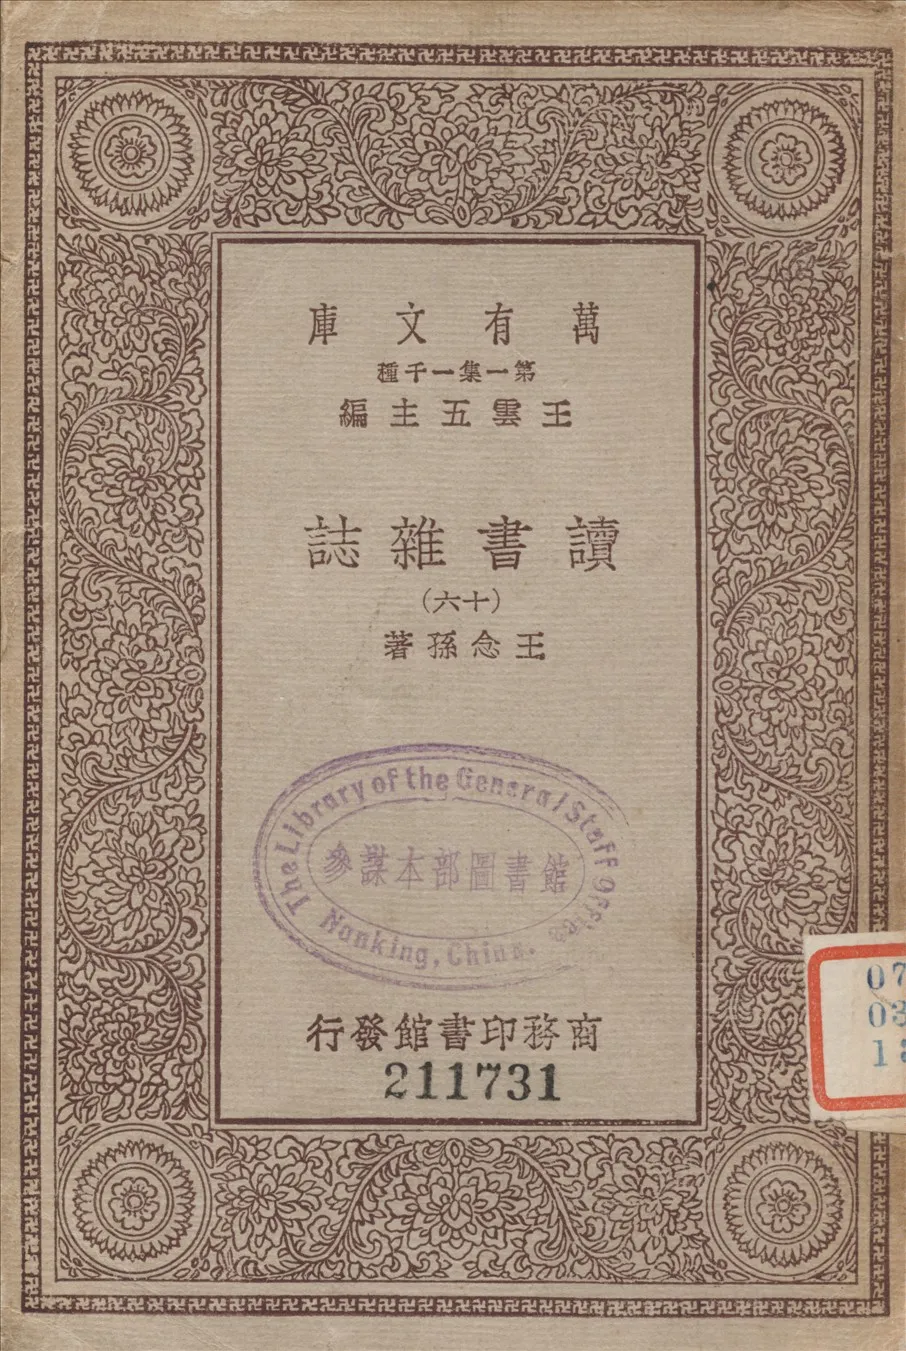 萬有文庫
第一集一千種
王雲五主編
讀書雜誌
(十六)
王念孫著
The Library of the General Staff Office
參謀本部圖書館
Nanking, China.
商務印書館發行
211731
07
03